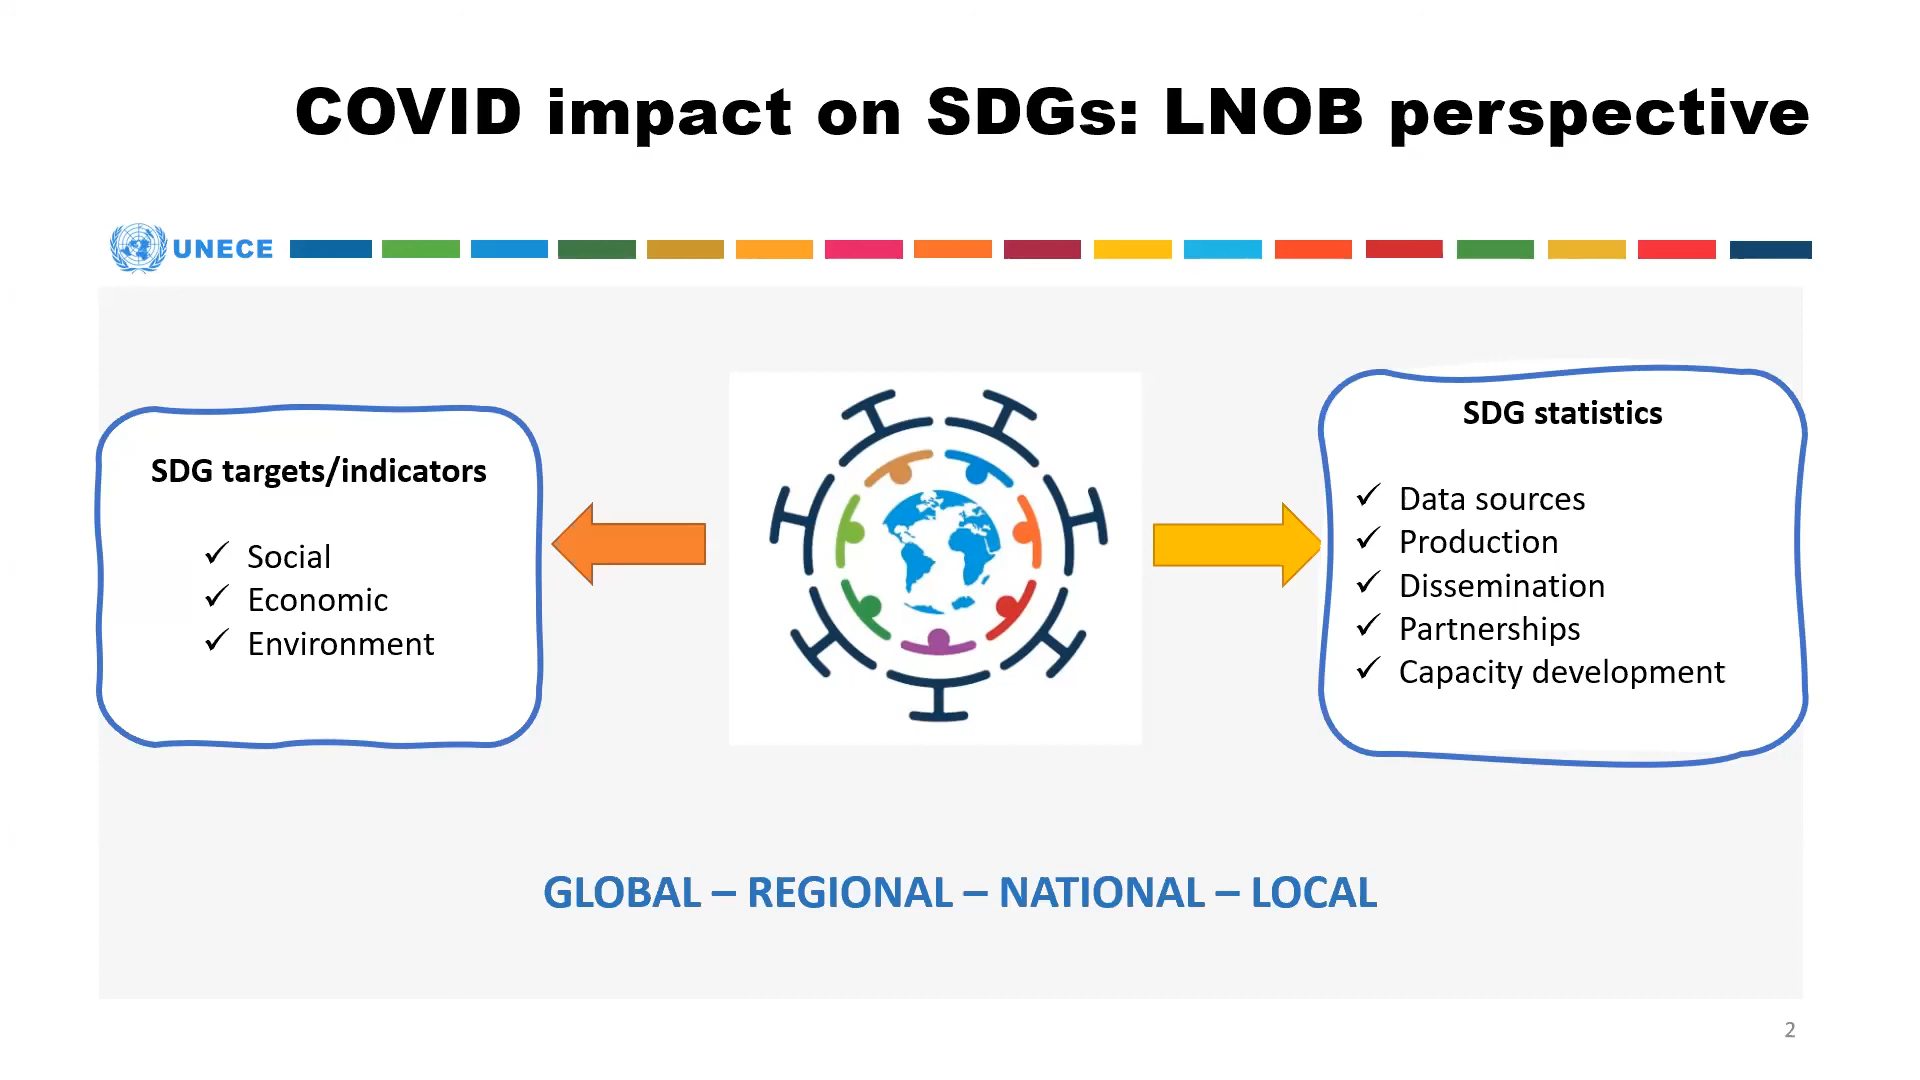 COVID impact on SDGs: LNOB perspective
UNECE
SDG targets/indicators
✓ Social
✓ Economic
✓ Environment
SDG statistics
✓ Data sources
✓ Production
✓ Dissemination
✓ Partnerships
✓ Capacity development
GLOBAL – REGIONAL – NATIONAL – LOCAL
2